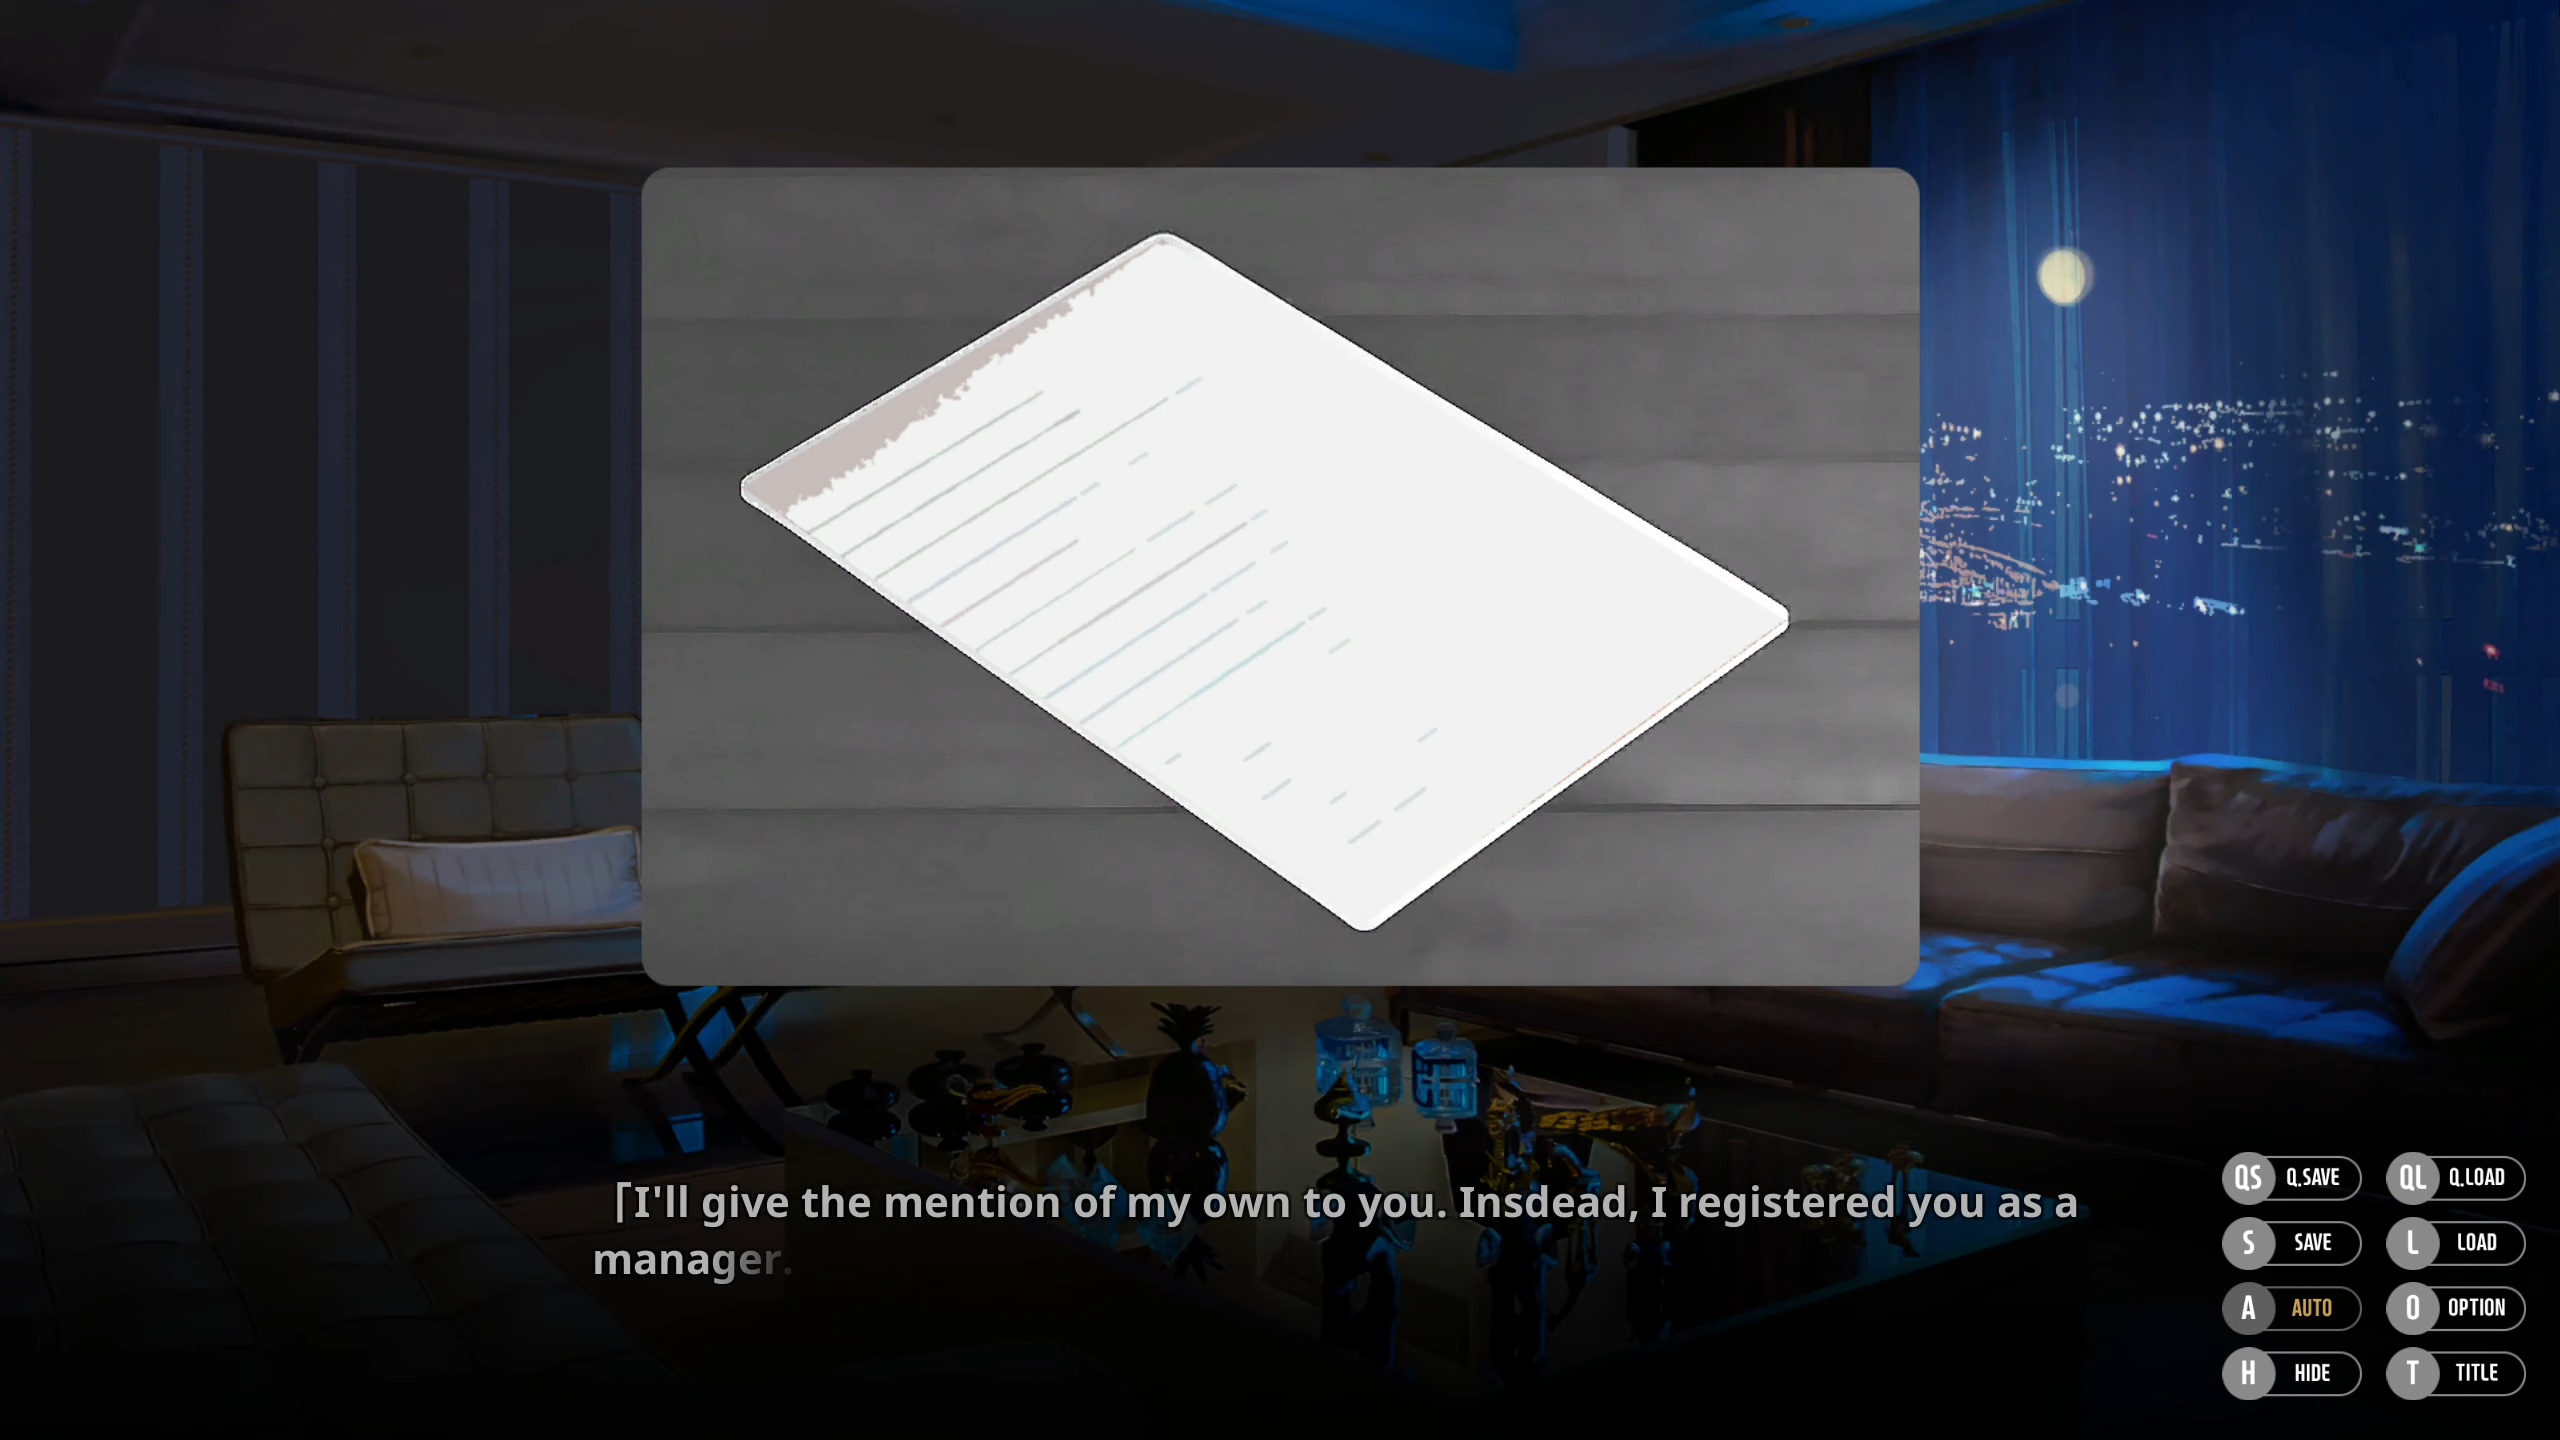 「I'll give the mention of my own to you. Insdead, I registered you as a
manager.
QS Q.SAVE
QL Q.LOAD
S SAVE
L LOAD
A AUTO
O OPTION
H HIDE
T TITLE